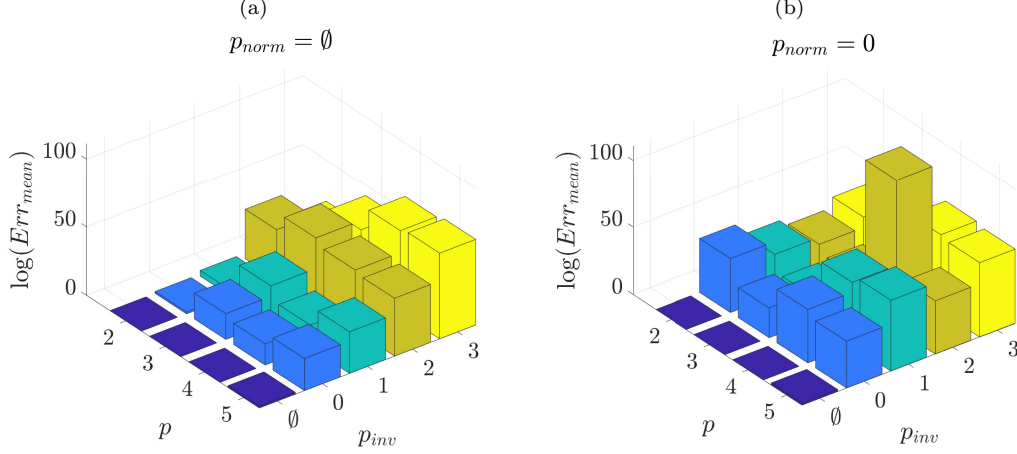 (a)
p_{norm} = ∅
100
50
0
log(Err_{mean})
2
3
4
5
p
∅
0
1
2
3
p_{inv}
(b)
p_{norm} = 0
100
50
0
log(Err_{mean})
2
3
4
5
p
∅
0
1
2
3
p_{inv}